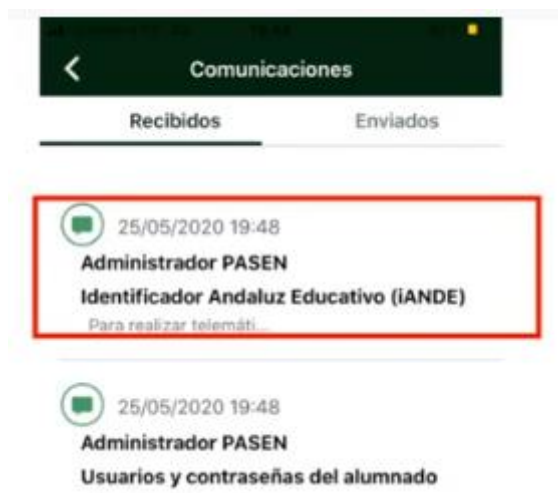 Comunicaciones
Recibidos Enviados
25/05/2020 19:48
Administrador PASEN
Identificador Andaluz Educativo (iANDE)
Para realizar telemáti...
25/05/2020 19:48
Administrador PASEN
Usuarios y contraseñas del alumnado